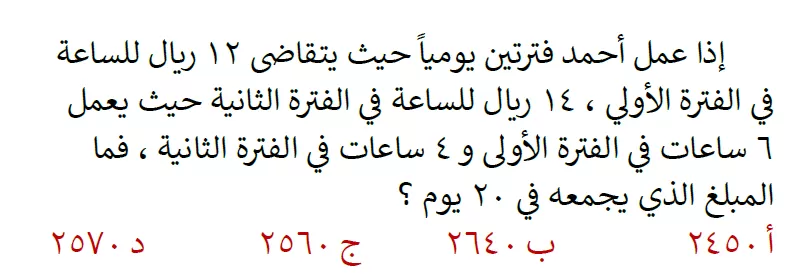 إذا عمل أحمد فترتين يومياً حيث يتقاضى ١٢ ريال للساعة
في الفترة الأولي ، ١٤ ريال للساعة في الفترة الثانية حيث يعمل
٦ ساعات في الفترة الأولى و ٤ ساعات في الفترة الثانية ، فما
المبلغ الذي يجمعه في ٢٠ يوم ؟
أ ٢٤٥٠ ب ٢٦٤٠ ج ٢٥٦٠ د ٢٥٧٠